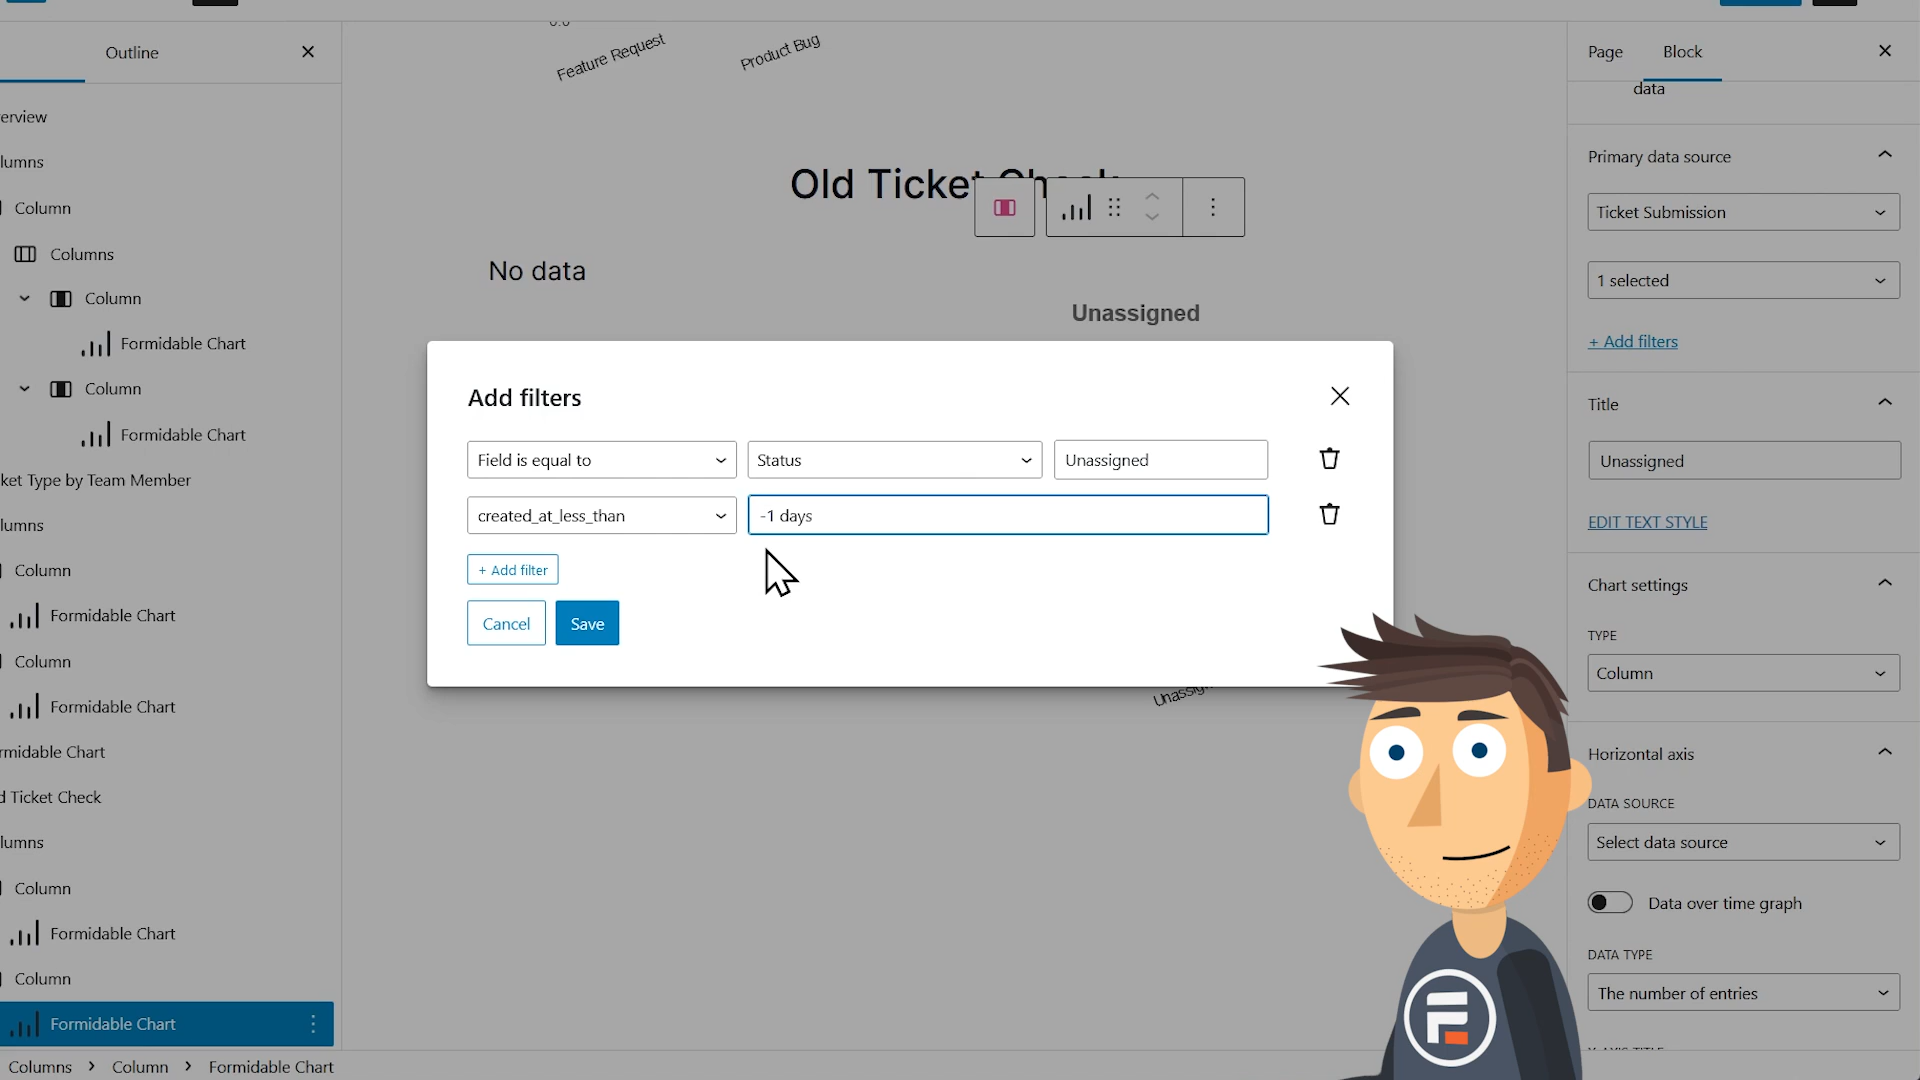 Outline
erview
lumns
Column
Columns
Column
Formidable Chart
Column
Formidable Chart
ket Type by Team Member
lumns
Column
Formidable Chart
Column
Formidable Chart
rmidable Chart
d Ticket Check
lumns
Column
Formidable Chart
Column
Formidable Chart
Columns > Column > Formidable Chart
0.0
Feature Request
Product Bug
Old Ticket Check
No data
Unassigned
Add filters
Field is equal to
Status
Unassigned
created_at_less_than
-1 days
+ Add filter
Cancel
Save
Unassign
Page
Block
data
Primary data source
Ticket Submission
1 selected
+ Add filters
Title
Unassigned
EDIT TEXT STYLE
Chart settings
TYPE
Column
Horizontal axis
DATA SOURCE
Select data source
Data over time graph
DATA TYPE
The number of entries